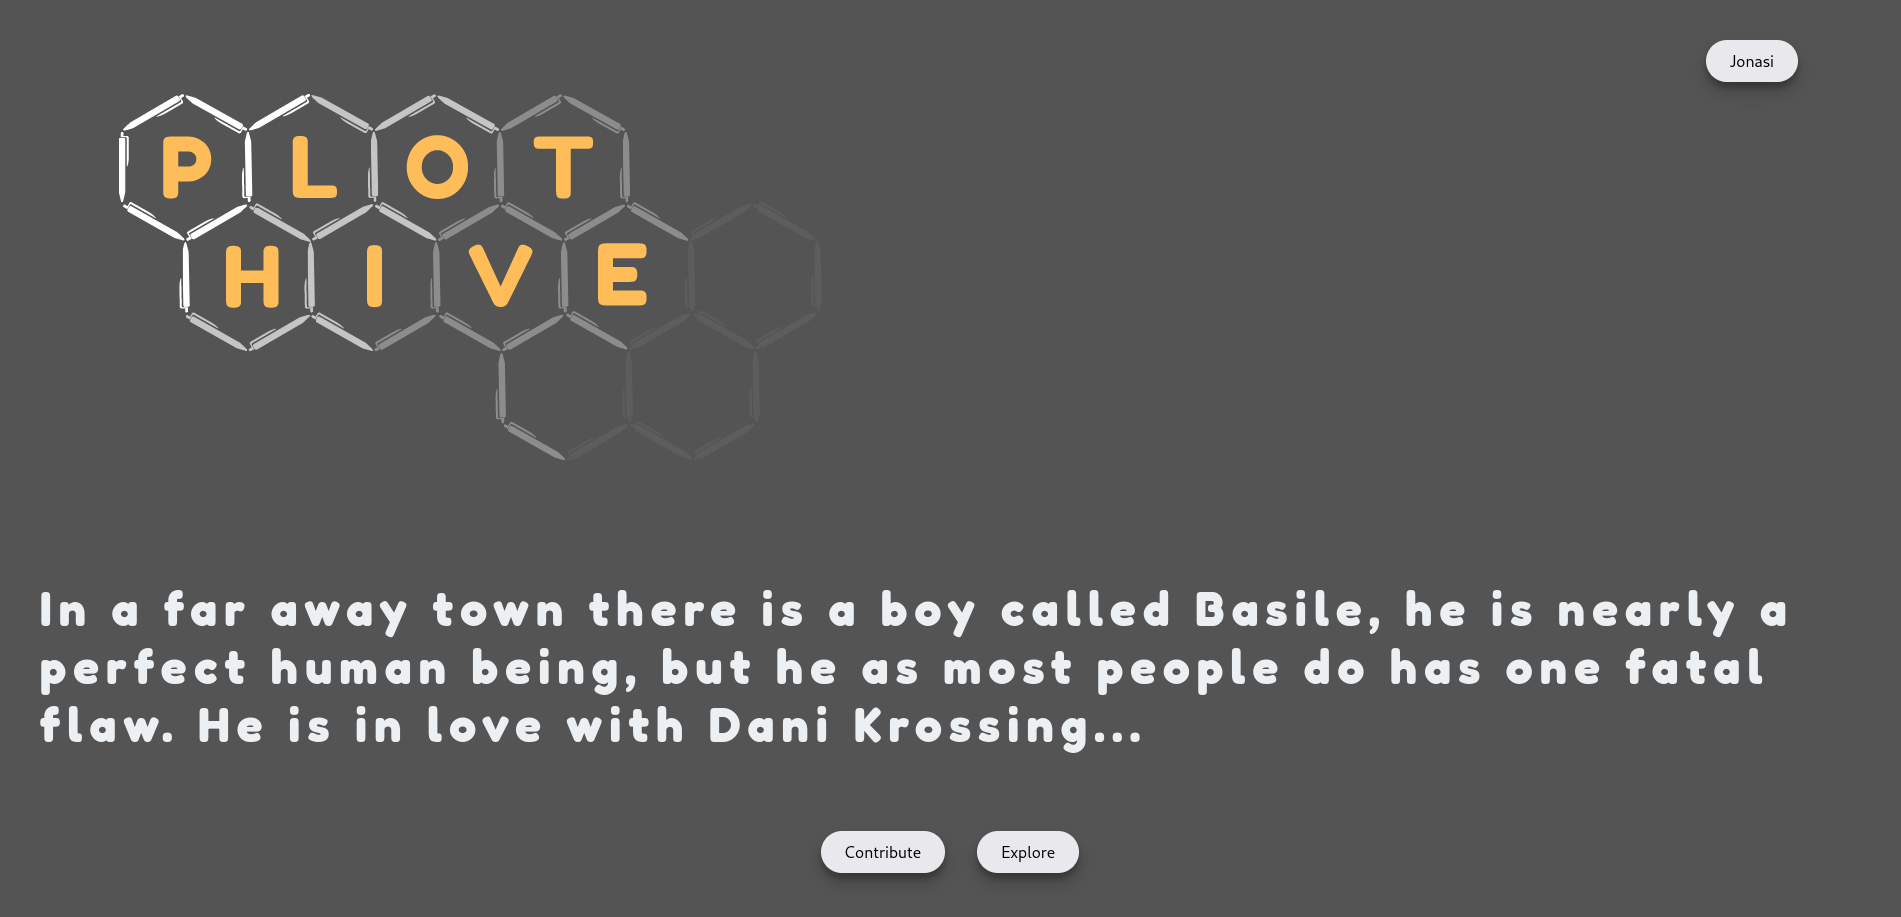 Jonasi
PLOT
HIVE
In a far away town there is a boy called Basile, he is nearly a
perfect human being, but he as most people do has one fatal
flaw. He is in love with Dani Krossing...
Contribute
Explore